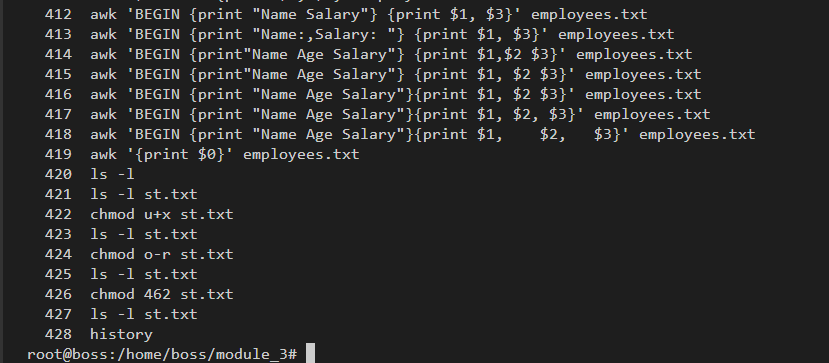 412 awk 'BEGIN {print "Name Salary"} {print $1, $3}' employees.txt
413 awk 'BEGIN {print "Name:,Salary: "} {print $1, $3}' employees.txt
414 awk 'BEGIN {print"Name Age Salary"} {print $1,$2 $3}' employees.txt
415 awk 'BEGIN {print"Name Age Salary"} {print $1, $2 $3}' employees.txt
416 awk 'BEGIN {print "Name Age Salary"}{print $1, $2 $3}' employees.txt
417 awk 'BEGIN {print "Name Age Salary"}{print $1, $2, $3}' employees.txt
418 awk 'BEGIN {print "Name Age Salary"}{print $1,    $2,   $3}' employees.txt
419 awk '{print $0}' employees.txt
420 ls -l
421 ls -l st.txt
422 chmod u+x st.txt
423 ls -l st.txt
424 chmod o-r st.txt
425 ls -l st.txt
426 chmod 462 st.txt
427 ls -l st.txt
428 history
root@boss:/home/boss/module_3#